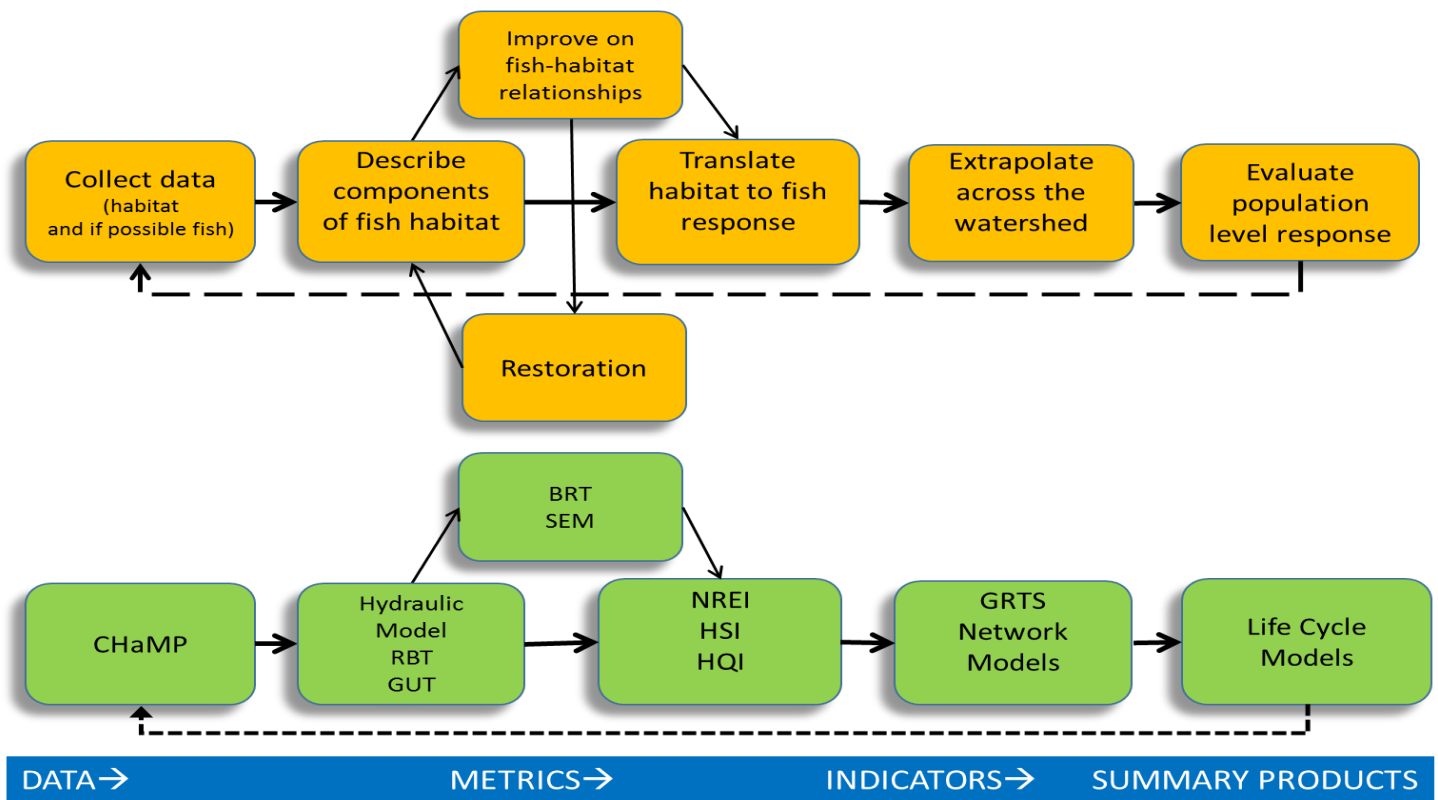 Improve on
fish-habitat
relationships
Collect data
(habitat
and if possible fish)
Describe
components
of fish habitat
Translate
habitat to fish
response
Extrapolate
across the
watershed
Evaluate
population
level response
Restoration
BRT
SEM
CHaMP
Hydraulic
Model
RBT
GUT
NREI
HSI
HQI
GRTS
Network
Models
Life Cycle
Models
DATA→ METRICS→ INDICATORS→ SUMMARY PRODUCTS